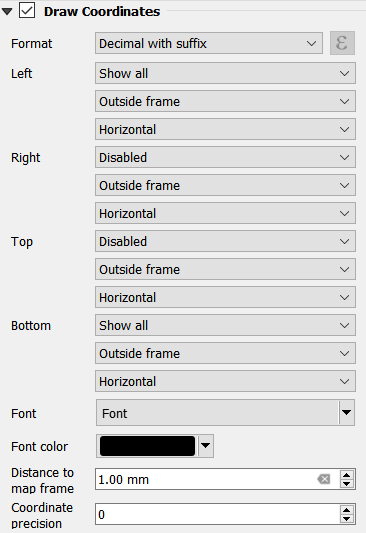 Draw Coordinates
Format Decimal with suffix ε
Left Show all
Outside frame
Horizontal
Right Disabled
Outside frame
Horizontal
Top Disabled
Outside frame
Horizontal
Bottom Show all
Outside frame
Horizontal
Font Font
Font color
Distance to
map frame 1.00 mm
Coordinate
precision 0